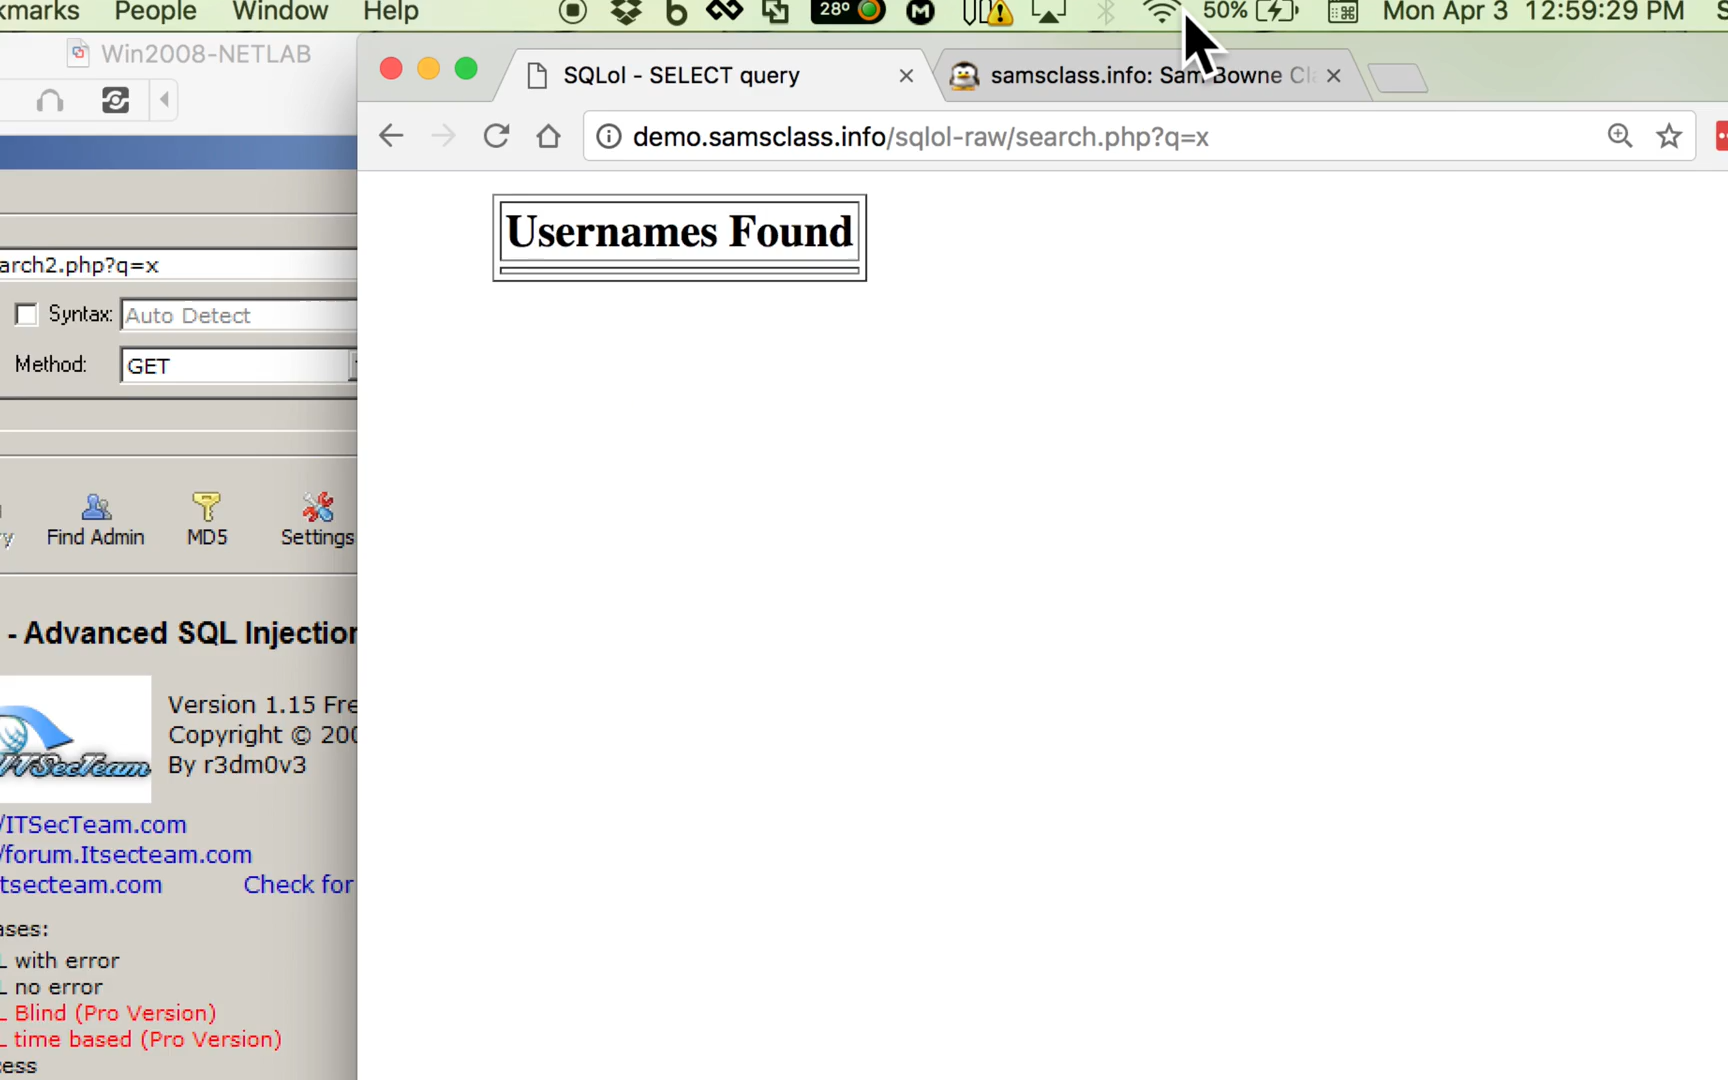 kmarks People Window Help 28° 50% Mon Apr 3 12:59:29 PM
Win2008-NETLAB
SQLol - SELECT query
samsclass.info: Sam Bowne Cl
demo.samsclass.info/sqlol-raw/search.php?q=x
Usernames Found
arch2.php?q=x
Syntax: Auto Detect
Method: GET
Find Admin MD5 Settings
- Advanced SQL Injection
ITSecTeam
Version 1.15 Fre
Copyright © 200
By r3dm0v3
/ITSecTeam.com
/forum.Itsecteam.com
tsecteam.com Check for
ases:
L with error
L no error
L Blind (Pro Version)
L time based (Pro Version)
cess